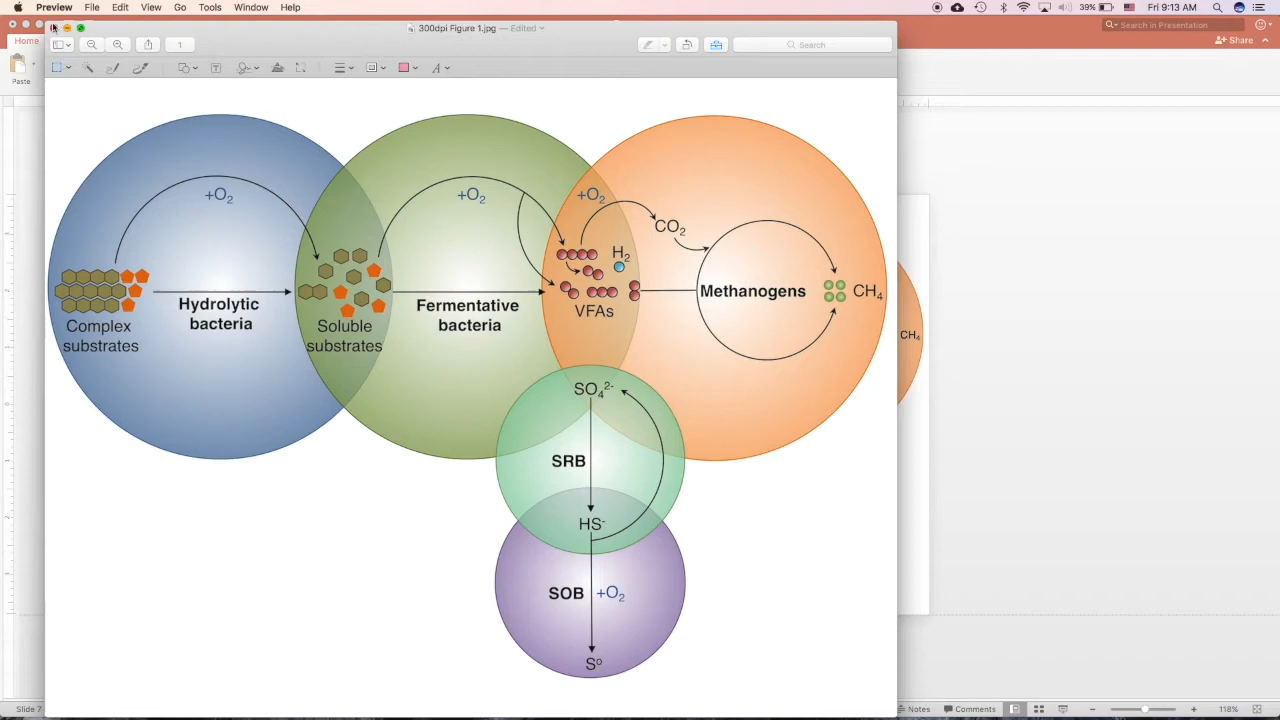 Preview File Edit View Go Tools Window Help
39% Fri 9:13 AM
300dpi Figure 1.jpg — Edited
Home
Search in Presentation
1
Search
Share
Paste
+O₂ +O₂ +O₂
CO₂
H₂
Hydrolytic
bacteria
Fermentative
bacteria
Methanogens
CH₄
VFAs
Complex
substrates
Soluble
substrates
CH₄
SO₄²⁻
SRB
HS⁻
SOB +O₂
S⁰
Slide 7
Notes Comments 118%